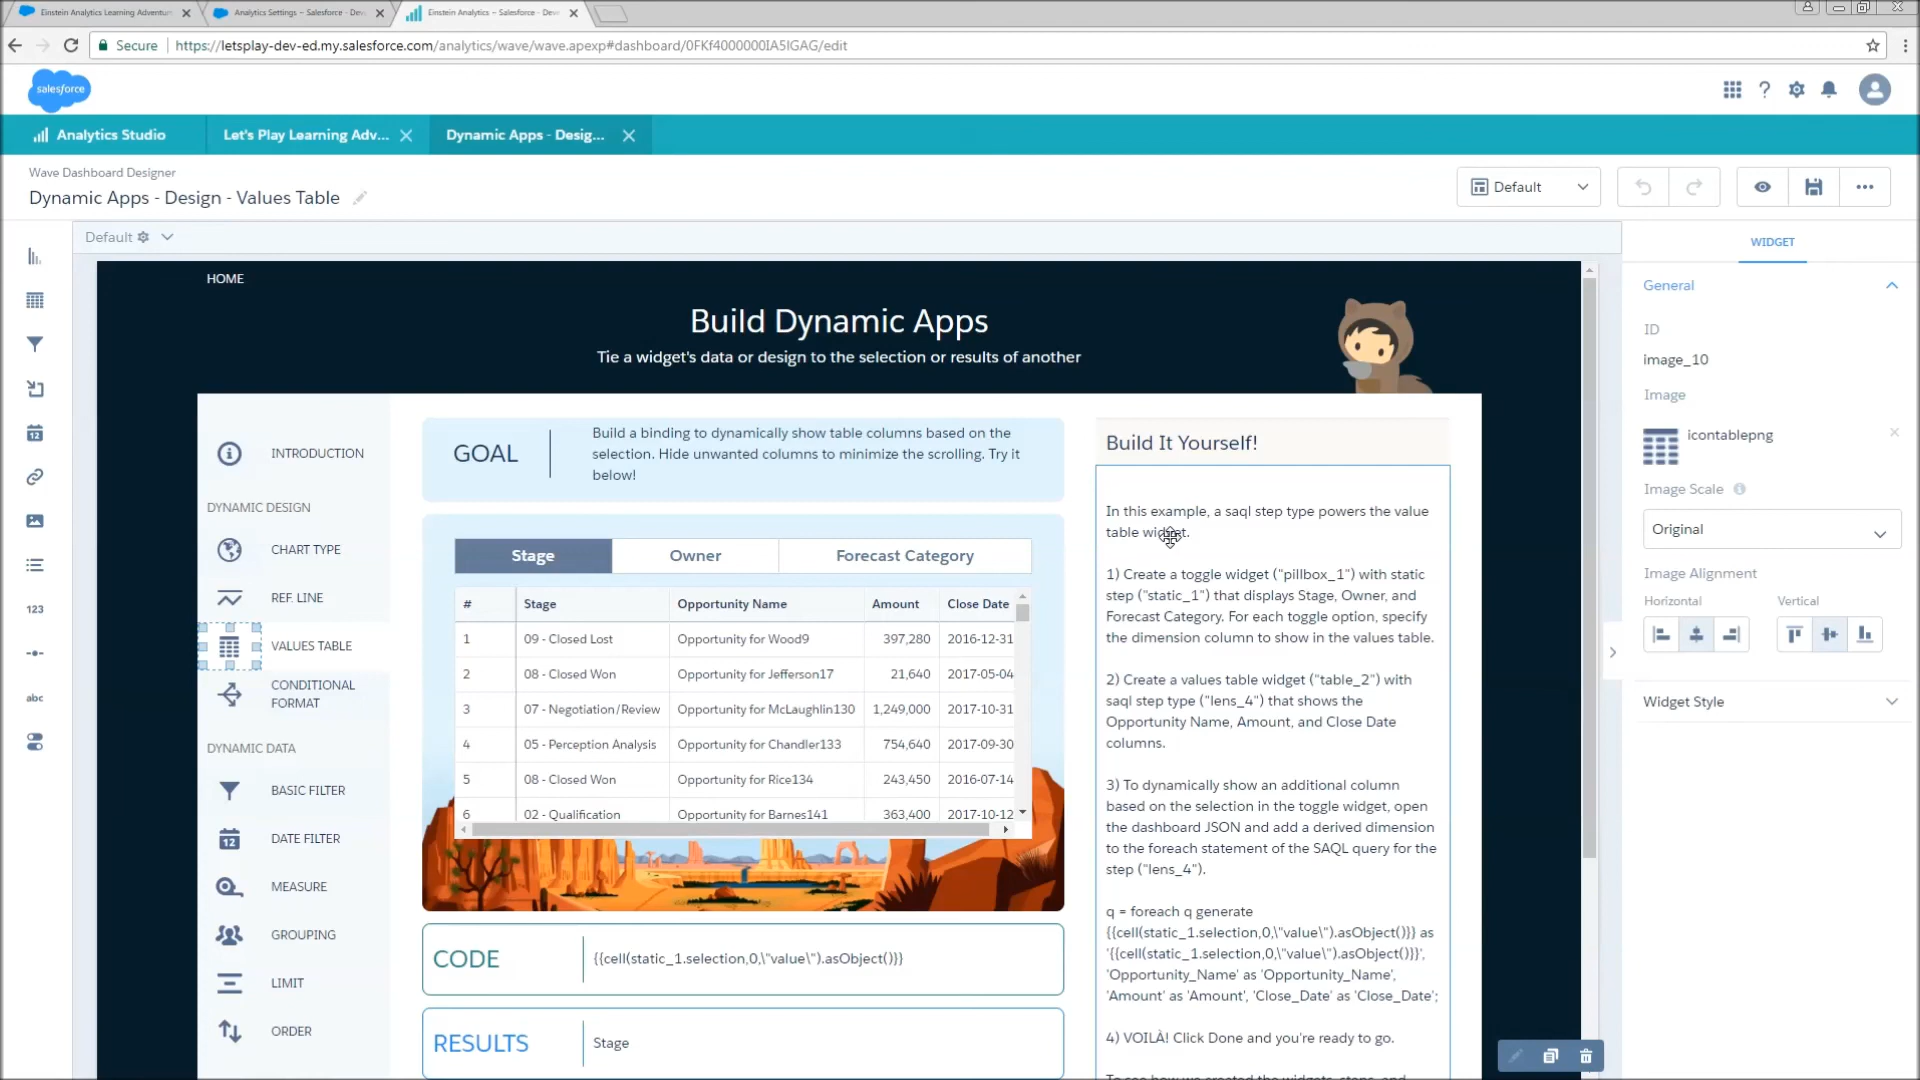 Einstein Analytics Learning Adventur
Analytics Settings ~ Salesforce - Dev
Einstein Analytics ~ Salesforce - Deve
Secure
https://letsplay-dev-ed.my.salesforce.com/analytics/wave/wave.apexp#dashboard/0FKf4000000IA5IGAG/edit
salesforce
Analytics Studio
Let's Play Learning Adv...
Dynamic Apps - Desig...
Wave Dashboard Designer
Dynamic Apps - Design - Values Table
Default
Default
WIDGET
HOME
Build Dynamic Apps
Tie a widget's data or design to the selection or results of another
INTRODUCTION
DYNAMIC DESIGN
CHART TYPE
REF. LINE
VALUES TABLE
CONDITIONAL
FORMAT
DYNAMIC DATA
BASIC FILTER
12
DATE FILTER
MEASURE
GROUPING
LIMIT
ORDER
12
123
abc
GOAL
Build a binding to dynamically show table columns based on the
selection. Hide unwanted columns to minimize the scrolling. Try it
below!
Stage Owner Forecast Category
# Stage Opportunity Name Amount Close Date
1 09 - Closed Lost Opportunity for Wood9 397,280 2016-12-31
2 08 - Closed Won Opportunity for Jefferson17 21,640 2017-05-04
3 07 - Negotiation/Review Opportunity for McLaughlin130 1,249,000 2017-10-31
4 05 - Perception Analysis Opportunity for Chandler133 754,640 2017-09-30
5 08 - Closed Won Opportunity for Rice134 243,450 2016-07-14
6 02 - Qualification Opportunity for Barnes141 363,400 2017-10-12
CODE
{{cell(static_1.selection,0,\"value\").asObject()}}
RESULTS
Stage
Build It Yourself!
In this example, a saql step type powers the value
table widget.
1) Create a toggle widget ("pillbox_1") with static
step ("static_1") that displays Stage, Owner, and
Forecast Category. For each toggle option, specify
the dimension column to show in the values table.
2) Create a values table widget ("table_2") with
saql step type ("lens_4") that shows the
Opportunity Name, Amount, and Close Date
columns.
3) To dynamically show an additional column
based on the selection in the toggle widget, open
the dashboard JSON and add a derived dimension
to the foreach statement of the SAQL query for the
step ("lens_4").
q = foreach q generate
{{cell(static_1.selection,0,\"value\").asObject()}} as
'{{cell(static_1.selection,0,\"value\").asObject()}}',
'Opportunity_Name' as 'Opportunity_Name',
'Amount' as 'Amount', 'Close_Date' as 'Close_Date';
4) VOILÀ! Click Done and you're ready to go.
General
ID
image_10
Image
icontablepng
Image Scale
Original
Image Alignment
Horizontal
Vertical
Widget Style